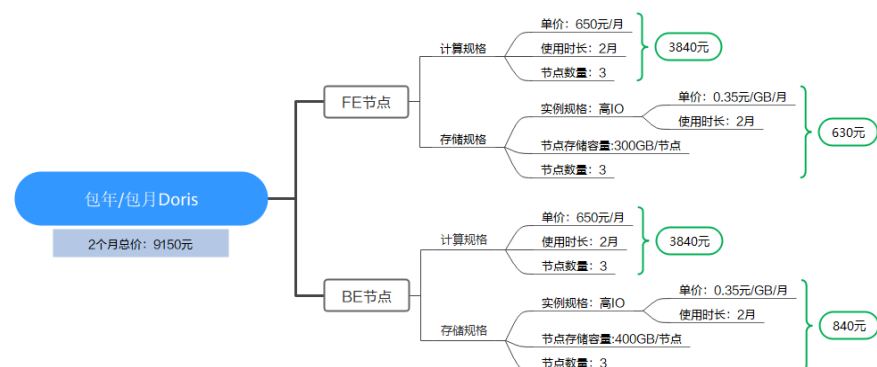 包年/包月Doris
2个月总价：9150元
FE节点
计算规格
单价：650元/月
使用时长：2月
节点数量：3
3840元
存储规格
实例规格：高IO
单价：0.35元/GB/月
使用时长：2月
节点存储容量:300GB/节点
节点数量：3
630元
BE节点
计算规格
单价：650元/月
使用时长：2月
节点数量：3
3840元
存储规格
实例规格：高IO
单价：0.35元/GB/月
使用时长：2月
节点存储容量:400GB/节点
节点数量：3
840元